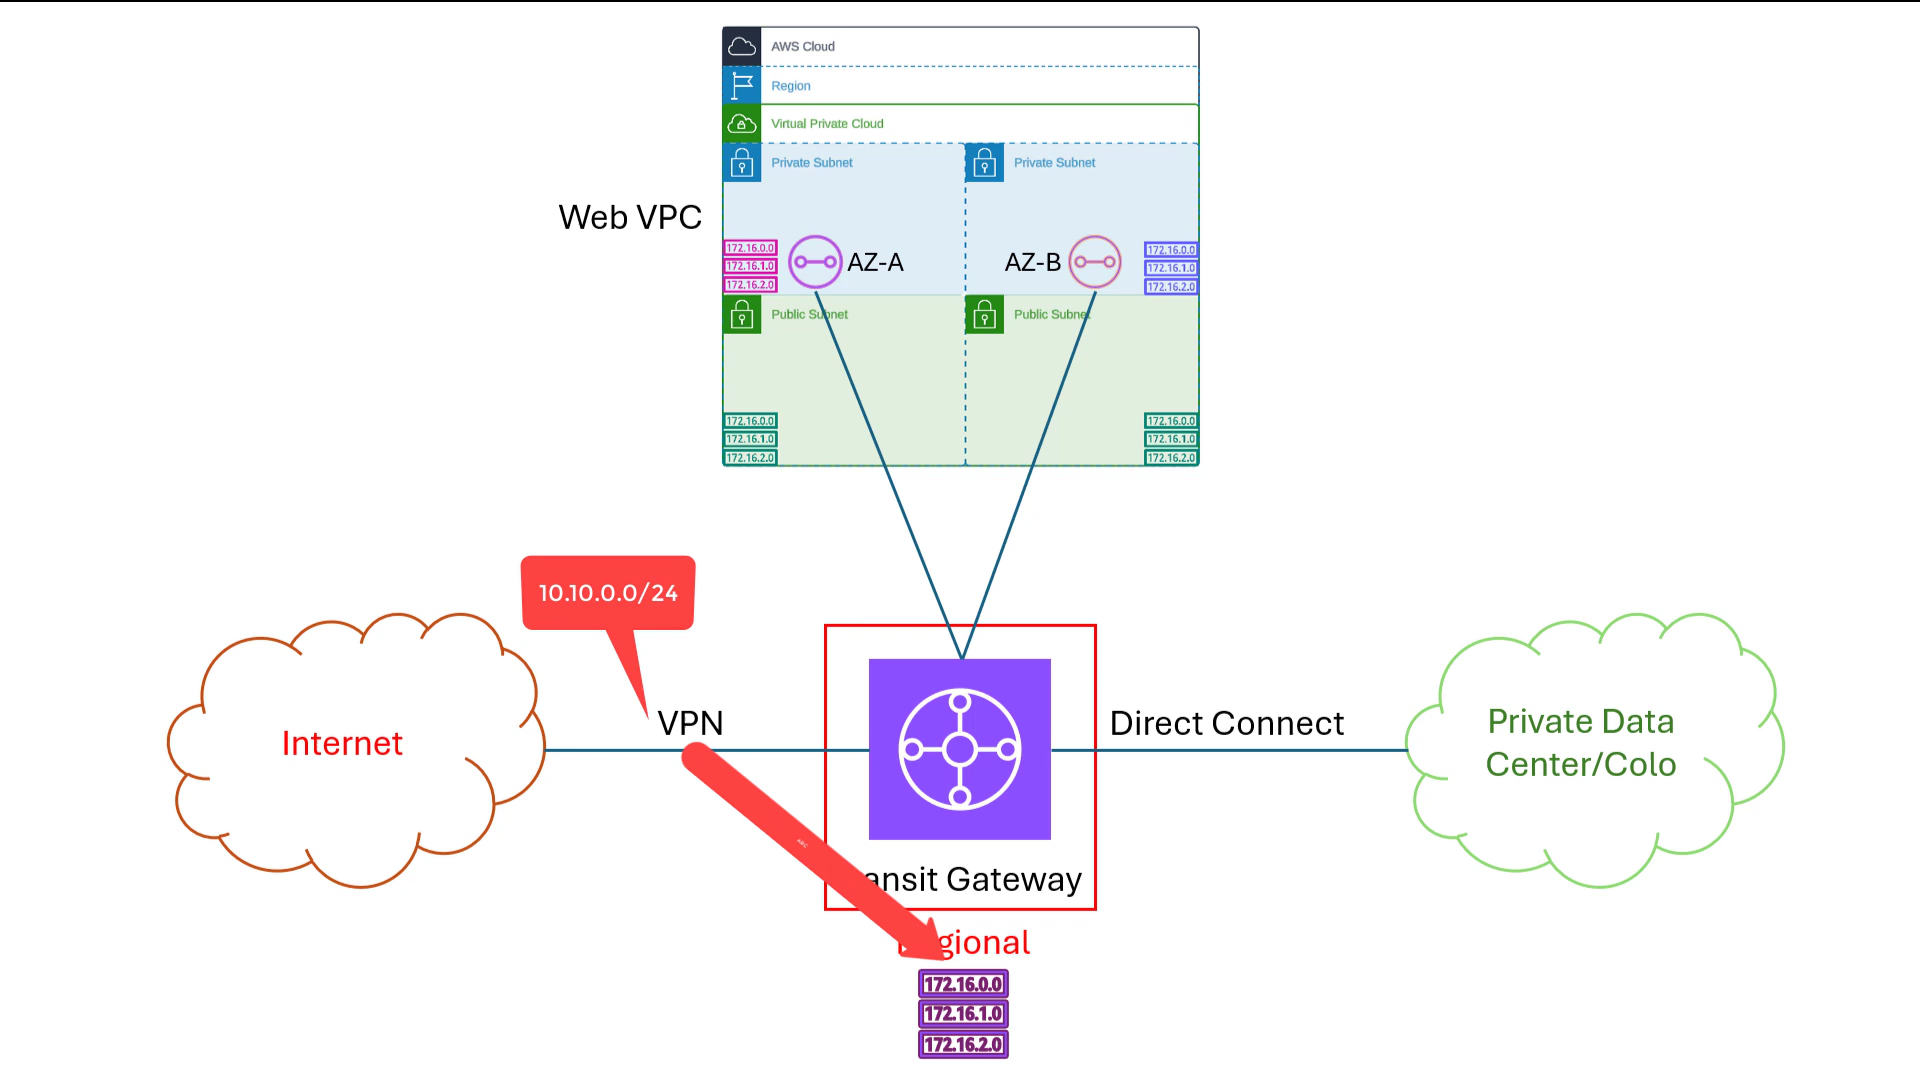 AWS Cloud
Region
Virtual Private Cloud
Private Subnet
Private Subnet
Web VPC
172.16.0.0
172.16.1.0
172.16.2.0
AZ-A
AZ-B
172.16.0.0
172.16.1.0
172.16.2.0
Public Subnet
Public Subnet
172.16.0.0
172.16.1.0
172.16.2.0
172.16.0.0
172.16.1.0
172.16.2.0
10.10.0.0/24
Internet
VPN
Direct Connect
Private Data
Center/Colo
ABC
ansit Gateway
gional
172.16.0.0
172.16.1.0
172.16.2.0